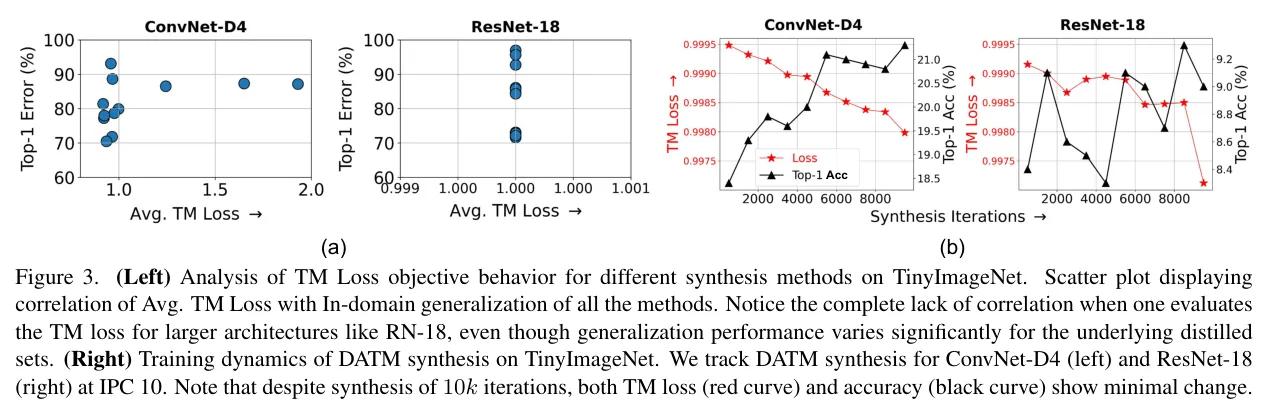 ConvNet-D4
ResNet-18
ConvNet-D4
ResNet-18
Top-1 Error (%)
100
90
80
70
60
1.0
1.5
2.0
Avg. TM Loss →
Top-1 Error (%)
100
90
80
70
60
0.999
1.000
1.000
1.000
1.001
Avg. TM Loss →
TM Loss →
0.9995
0.9990
0.9985
0.9980
0.9975
Loss
Top-1 Acc
21.0
20.5
20.0
19.5
19.0
18.5
Top-1 Acc (%)
2000 4000 6000 8000
TM Loss →
0.9995
0.9990
0.9985
0.9980
0.9975
9.2
9.0
8.8
8.6
8.4
Top-1 Acc (%)
2000 4000 6000 8000
Synthesis Iterations →
(a)
(b)
Figure 3. (Left) Analysis of TM Loss objective behavior for different synthesis methods on TinyImageNet. Scatter plot displaying
correlation of Avg. TM Loss with In-domain generalization of all the methods. Notice the complete lack of correlation when one evaluates
the TM loss for larger architectures like RN-18, even though generalization performance varies significantly for the underlying distilled
sets. (Right) Training dynamics of DATM synthesis on TinyImageNet. We track DATM synthesis for ConvNet-D4 (left) and ResNet-18
(right) at IPC 10. Note that despite synthesis of 10k iterations, both TM loss (red curve) and accuracy (black curve) show minimal change.